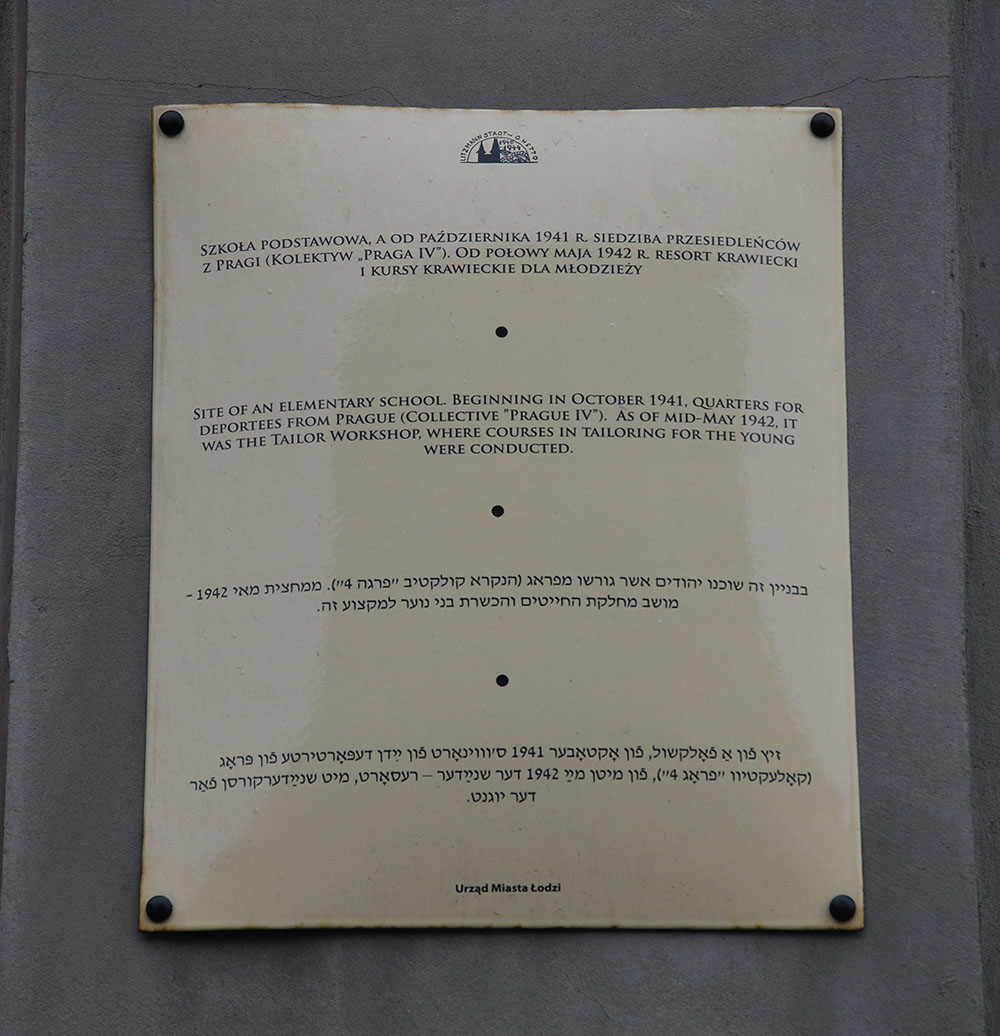 LITZMANNSTADT-GHETTO
1940
1944
SZKOŁA PODSTAWOWA, A OD PAŹDZIERNIKA 1941 R. SIEDZIBA PRZESIEDLEŃCÓW
Z PRAGI (KOLEKTYW „PRAGA IV”). OD POŁOWY MAJA 1942 R. RESORT KRAWIECKI
I KURSY KRAWIECKIE DLA MŁODZIEŻY
SITE OF AN ELEMENTARY SCHOOL. BEGINNING IN OCTOBER 1941, QUARTERS FOR
DEPORTEES FROM PRAGUE (COLLECTIVE ”PRAGUE IV”). AS OF MID-MAY 1942, IT
WAS THE TAILOR WORKSHOP, WHERE COURSES IN TAILORING FOR THE YOUNG
WERE CONDUCTED.
בבניין זה שוכנו יהודים אשר גורשו מפראג (הנקרא קולקטיב ״פרגה 4״). ממחצית מאי 1942 -
מושב מחלקת החייטים והכשרת בני נוער למקצוע זה.
זיץ פֿון אַ פֿאָלקשול, פֿון אָקטאָבער 1941 ס׳וווינאָרט פֿון ייִדן דעפּאָרטירטע פֿון פּראָג
(קאָלעקטיוו ״פּראָג 4״), פֿון מיטן מײַ 1942 דער שנײַדער – רעסאָרט, מיט שנײַדערקורסן פֿאַר
דער יוגנט.
Urząd Miasta Łodzi